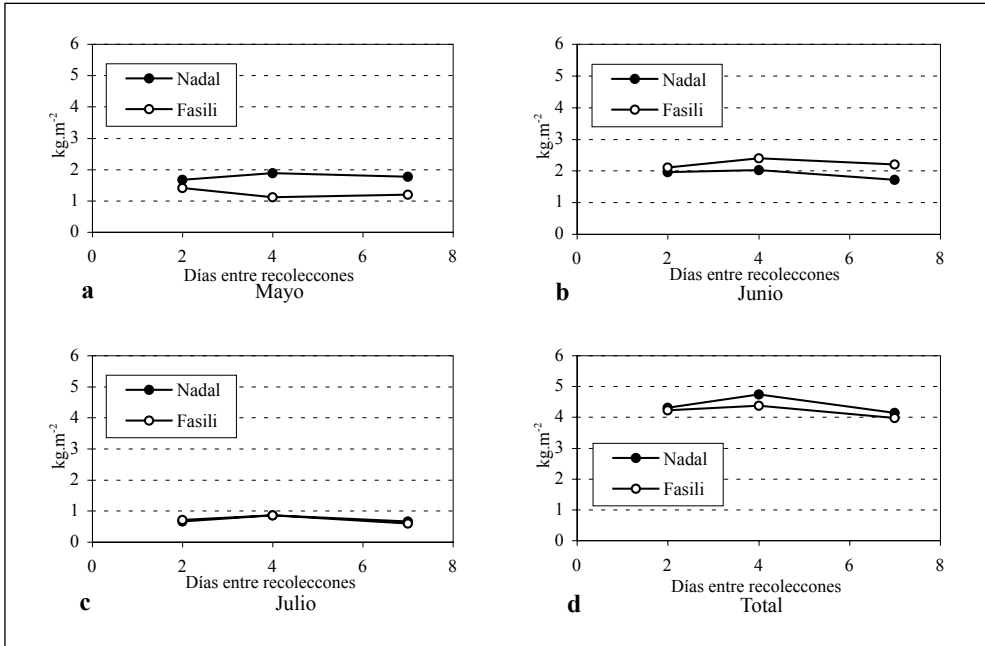 6
5
4
3
2
1
0
kg.m-2
Nadal
Fasili
0 2 4 6 8
Días entre recoleccones
a
Mayo
6
5
4
3
2
1
0
kg.m-2
Nadal
Fasili
0 2 4 6 8
Días entre recoleccones
b
Junio
6
5
4
3
2
1
0
kg.m-2
Nadal
Fasili
0 2 4 6 8
Días entre recoleccones
c
Julio
6
5
4
3
2
1
0
kg.m-2
Nadal
Fasili
0 2 4 6 8
Días entre recoleccones
d
Total